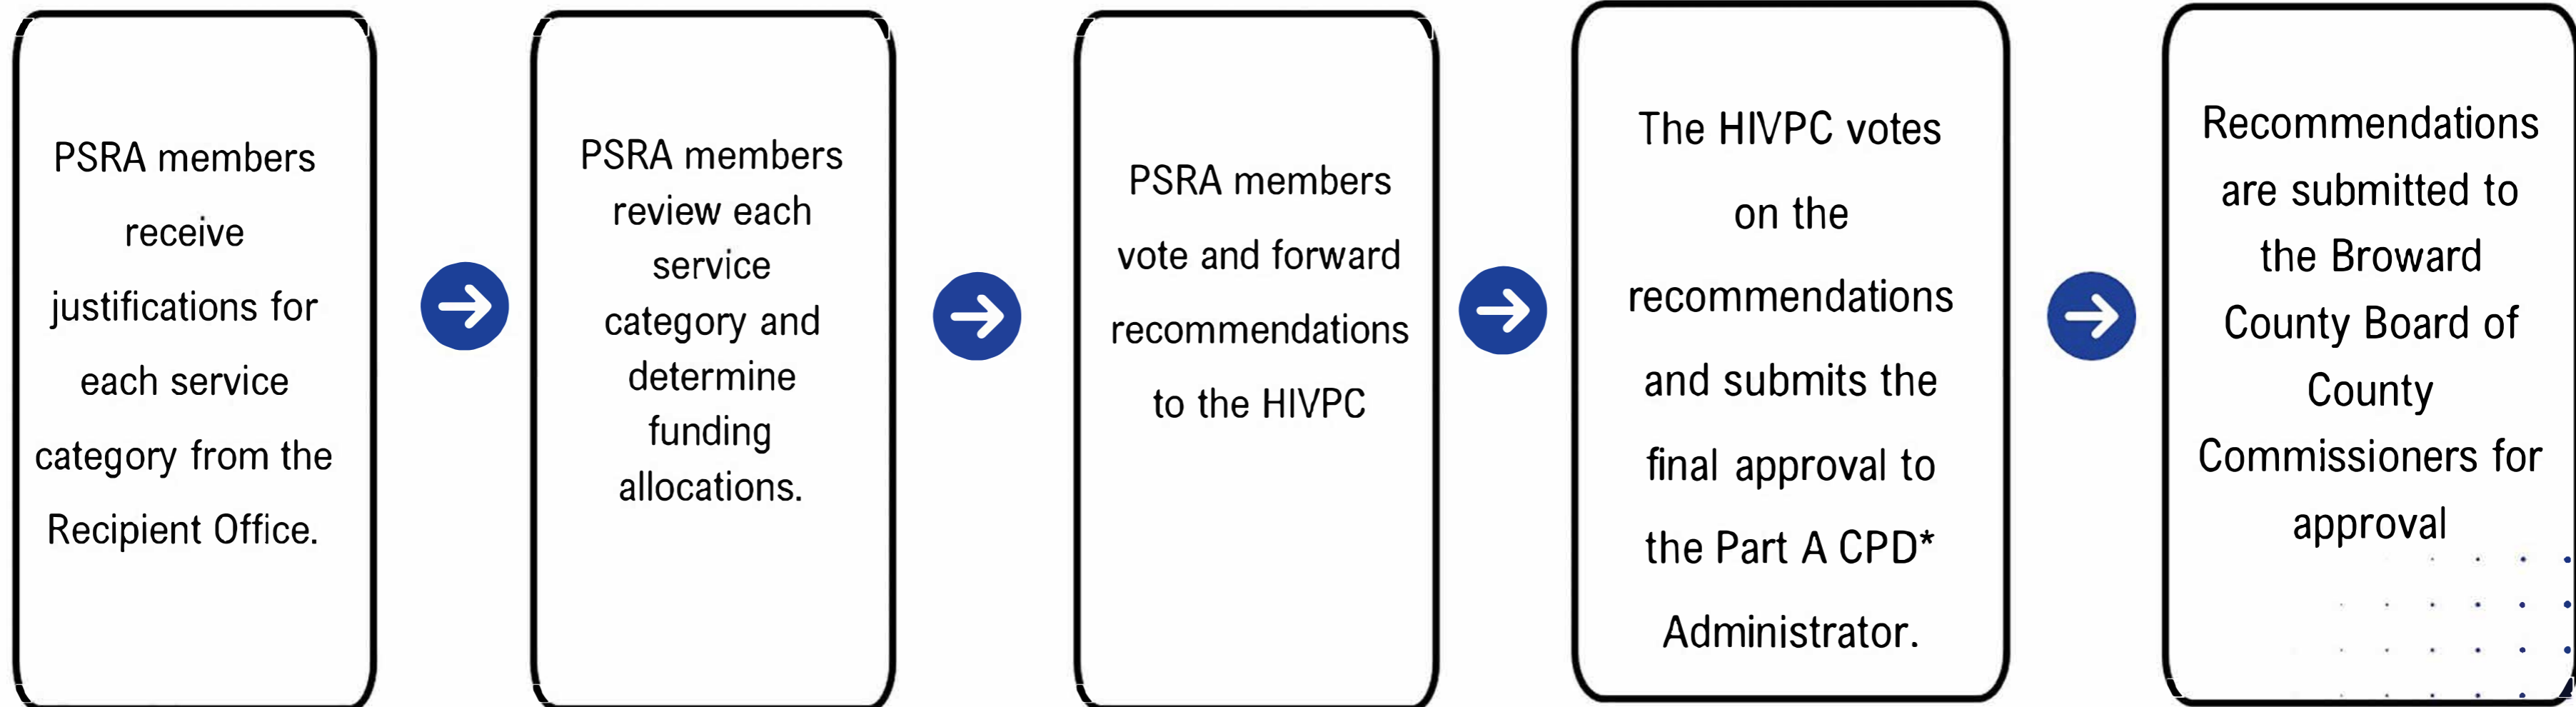 PSRA members
receive
justifications for
each service
category from the
Recipient Office.
PSRA members
review each
service
category and
determine
funding
allocations.
PSRA members
vote and forward
recommendations
to the HIVPC
The HIVPC votes
on the
recommendations
and submits the
final approval to
the Part A CPD*
Administrator.
Recommendations
are submitted to
the Broward
County Board of
County
Commissioners for
approval